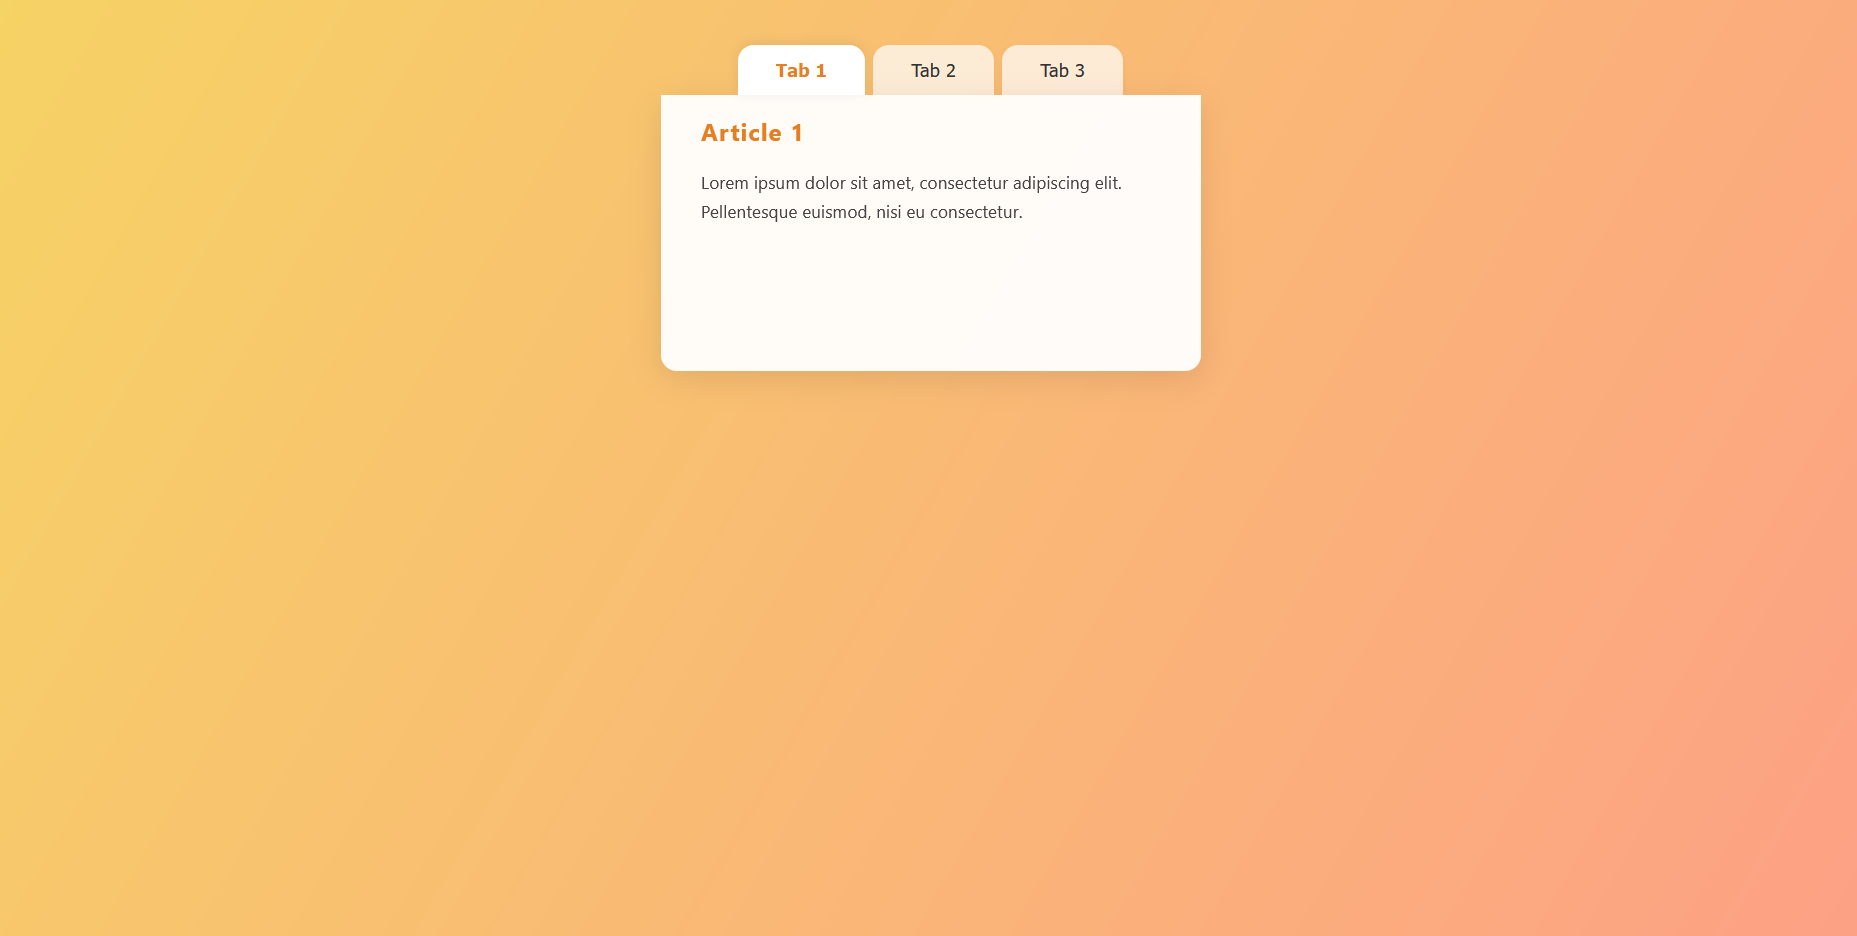 Tab 1 Tab 2 Tab 3
Article 1
Lorem ipsum dolor sit amet, consectetur adipiscing elit.
Pellentesque euismod, nisi eu consectetur.